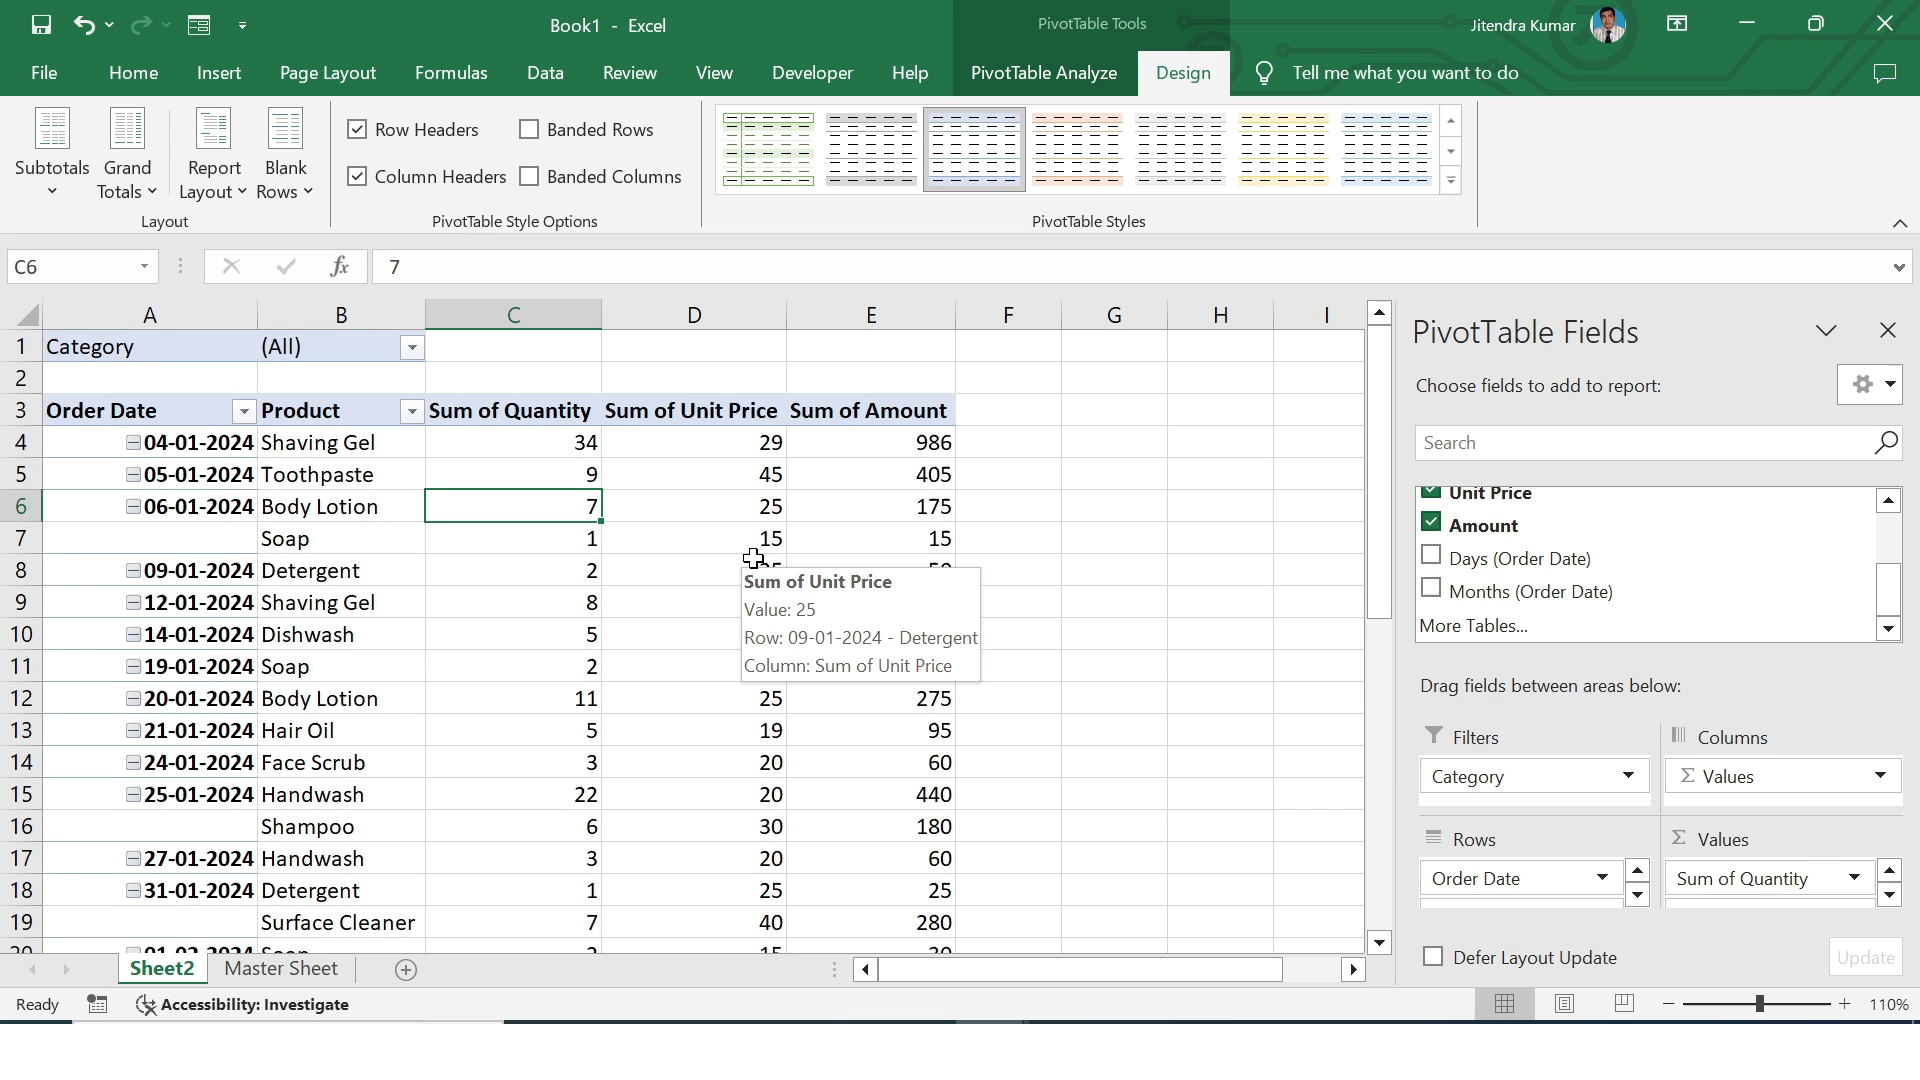 Book1 - Excel
PivotTable Tools
Jitendra Kumar
File Home Insert Page Layout Formulas Data Review View Developer Help PivotTable Analyze Design Tell me what you want to do
Subtotals Grand Totals Report Layout Blank Rows
Row Headers Banded Rows
Column Headers Banded Columns
Layout PivotTable Style Options PivotTable Styles
C6 fx 7
A B C D E F G H I
1 Category (All)
2
3 Order Date Product Sum of Quantity Sum of Unit Price Sum of Amount
4 04-01-2024 Shaving Gel 34 29 986
5 05-01-2024 Toothpaste 9 45 405
6 06-01-2024 Body Lotion 7 25 175
7 Soap 1 15 15
8 09-01-2024 Detergent 2
9 12-01-2024 Shaving Gel 8
10 14-01-2024 Dishwash 5
11 19-01-2024 Soap 2
12 20-01-2024 Body Lotion 11 25 275
13 21-01-2024 Hair Oil 5 19 95
14 24-01-2024 Face Scrub 3 20 60
15 25-01-2024 Handwash 22 20 440
16 Shampoo 6 30 180
17 27-01-2024 Handwash 3 20 60
18 31-01-2024 Detergent 1 25 25
19 Surface Cleaner 7 40 280
Sum of Unit Price
Value: 25
Row: 09-01-2024 - Detergent
Column: Sum of Unit Price
Sheet2 Master Sheet
Ready Accessibility: Investigate
110%
PivotTable Fields
Choose fields to add to report:
Search
Unit Price
Amount
Days (Order Date)
Months (Order Date)
More Tables...
Drag fields between areas below:
Filters Columns
Category Σ Values
Rows Σ Values
Order Date Sum of Quantity
Defer Layout Update Update